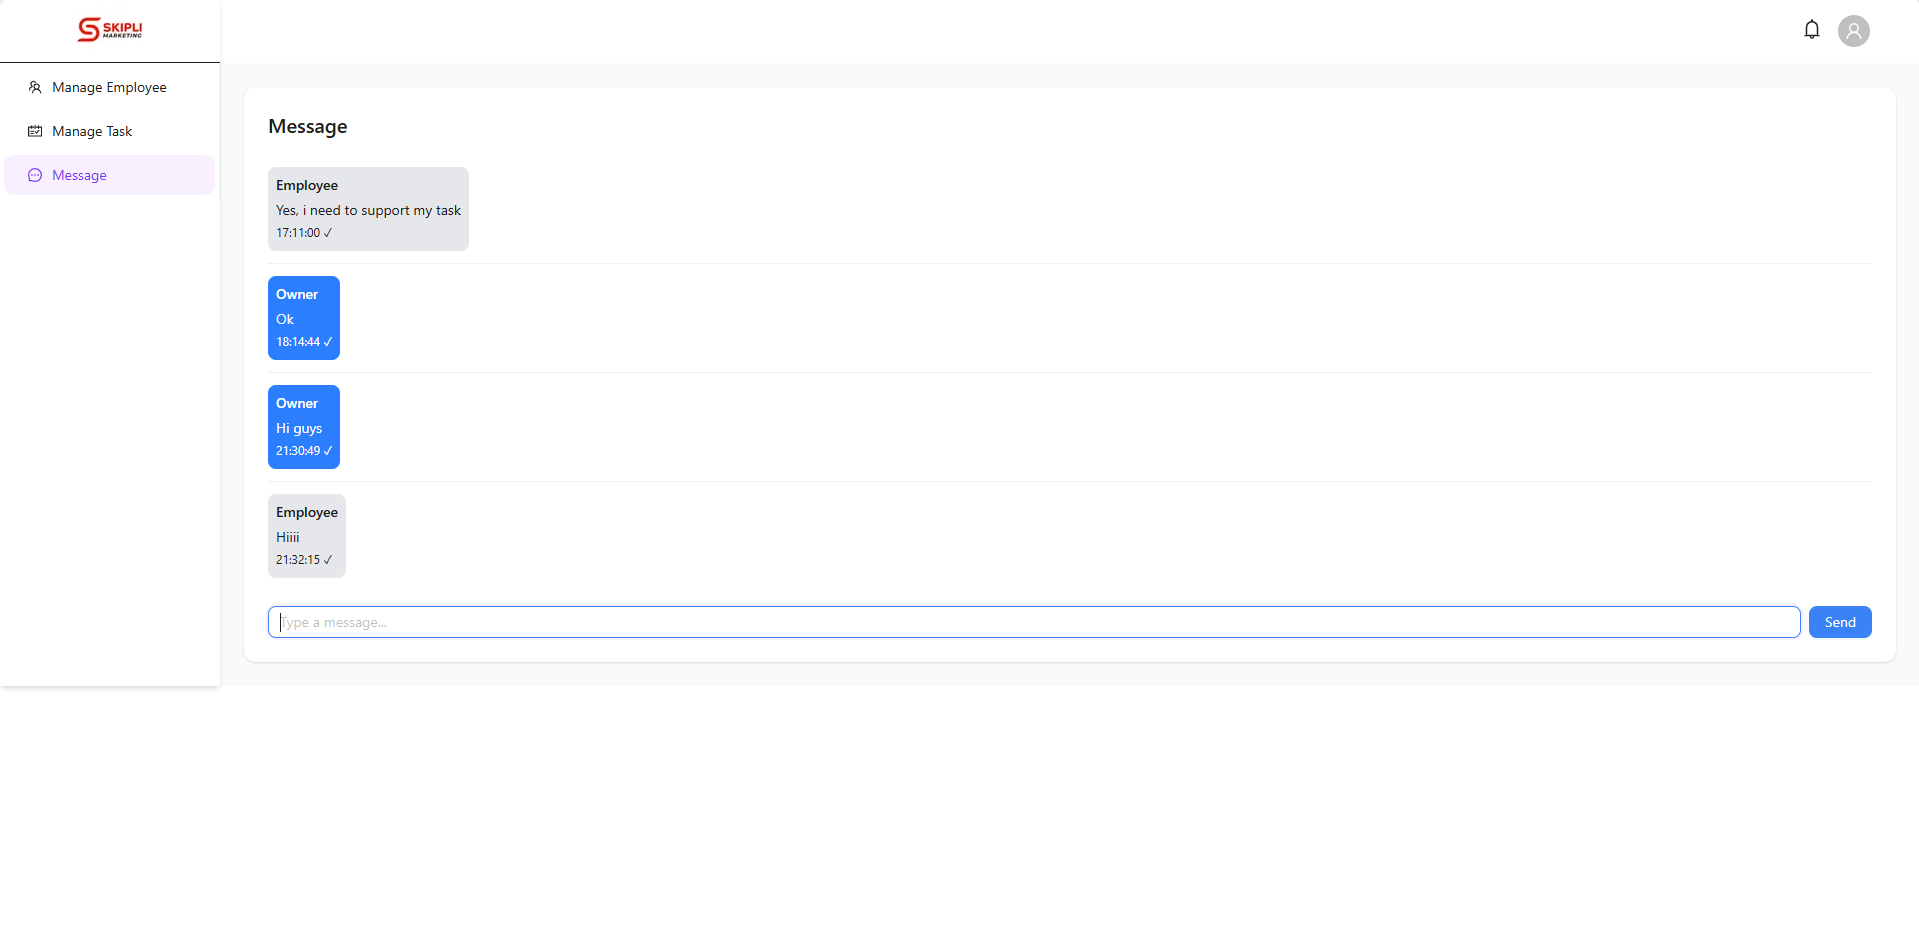 SKIPLI
MARKETING
Manage Employee
Manage Task
Message
Message
Employee
Yes, i need to support my task
17:11:00 ✓
Owner
Ok
18:14:44 ✓
Owner
Hi guys
21:30:49 ✓
Employee
Hiiii
21:32:15 ✓
Type a message...
Send